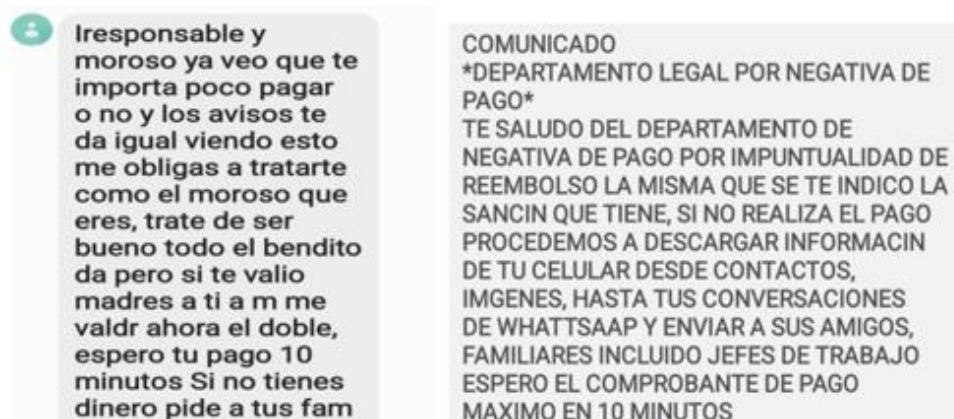 Iresponsable y
moroso ya veo que te
importa poco pagar
o no y los avisos te
da igual viendo esto
me obligas a tratarte
como el moroso que
eres, trate de ser
bueno todo el bendito
da pero si te valio
madres a ti a m me
valdr ahora el doble,
espero tu pago 10
minutos Si no tienes
dinero pide a tus fam
COMUNICADO
*DEPARTAMENTO LEGAL POR NEGATIVA DE
PAGO*
TE SALUDO DEL DEPARTAMENTO DE
NEGATIVA DE PAGO POR IMPUNTUALIDAD DE
REEMBOLSO LA MISMA QUE SE TE INDICO LA
SANCIN QUE TIENE, SI NO REALIZA EL PAGO
PROCEDEMOS A DESCARGAR INFORMACIN
DE TU CELULAR DESDE CONTACTOS,
IMGENES, HASTA TUS CONVERSACIONES
DE WHATTSAAP Y ENVIAR A SUS AMIGOS,
FAMILIARES INCLUIDO JEFES DE TRABAJO
ESPERO EL COMPROBANTE DE PAGO
MAXIMO EN 10 MINUTOS